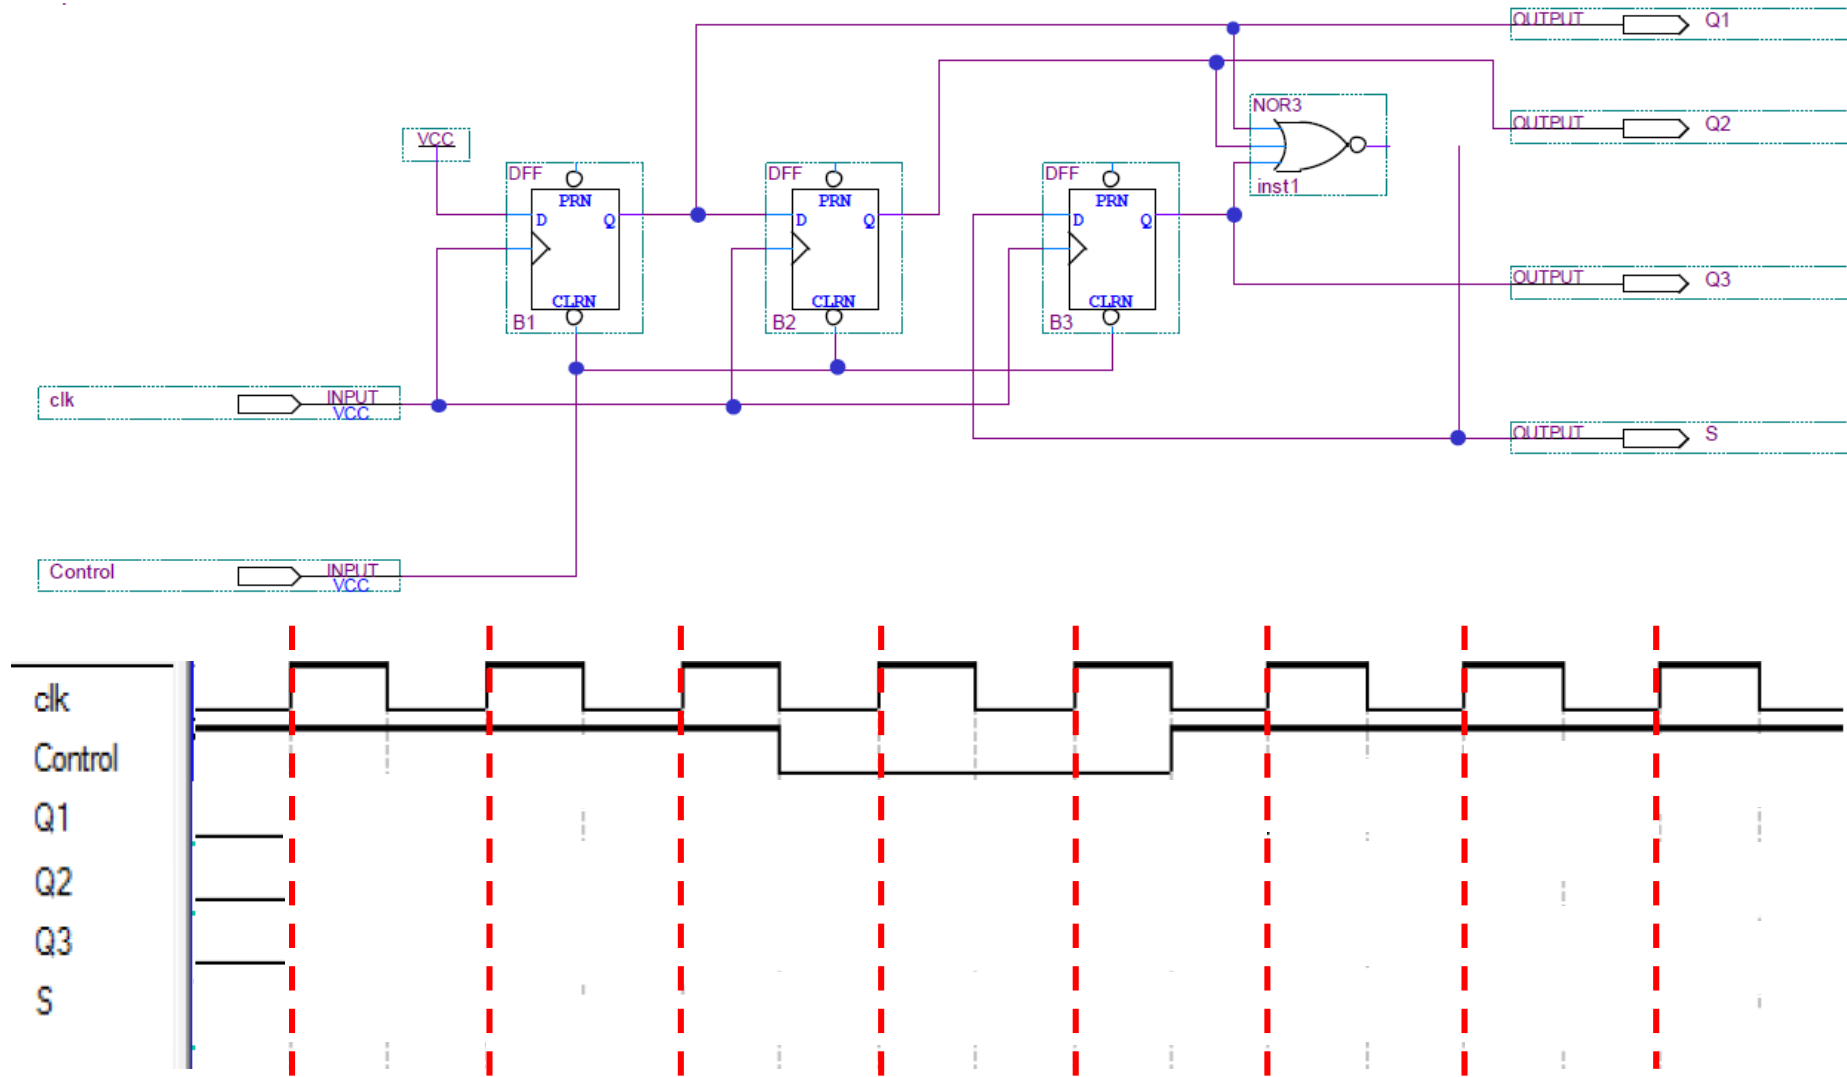 OUTPUT Q1
NOR3
OUTPUT Q2
VCC
DFF
DFF
DFF
inst1
PRN
PRN
PRN
D Q
D Q
D Q
OUTPUT Q3
CLRN
CLRN
CLRN
B1
B2
B3
clk INPUT
VCC
OUTPUT S
Control INPUT
VCC
clk
Control
Q1
Q2
Q3
S